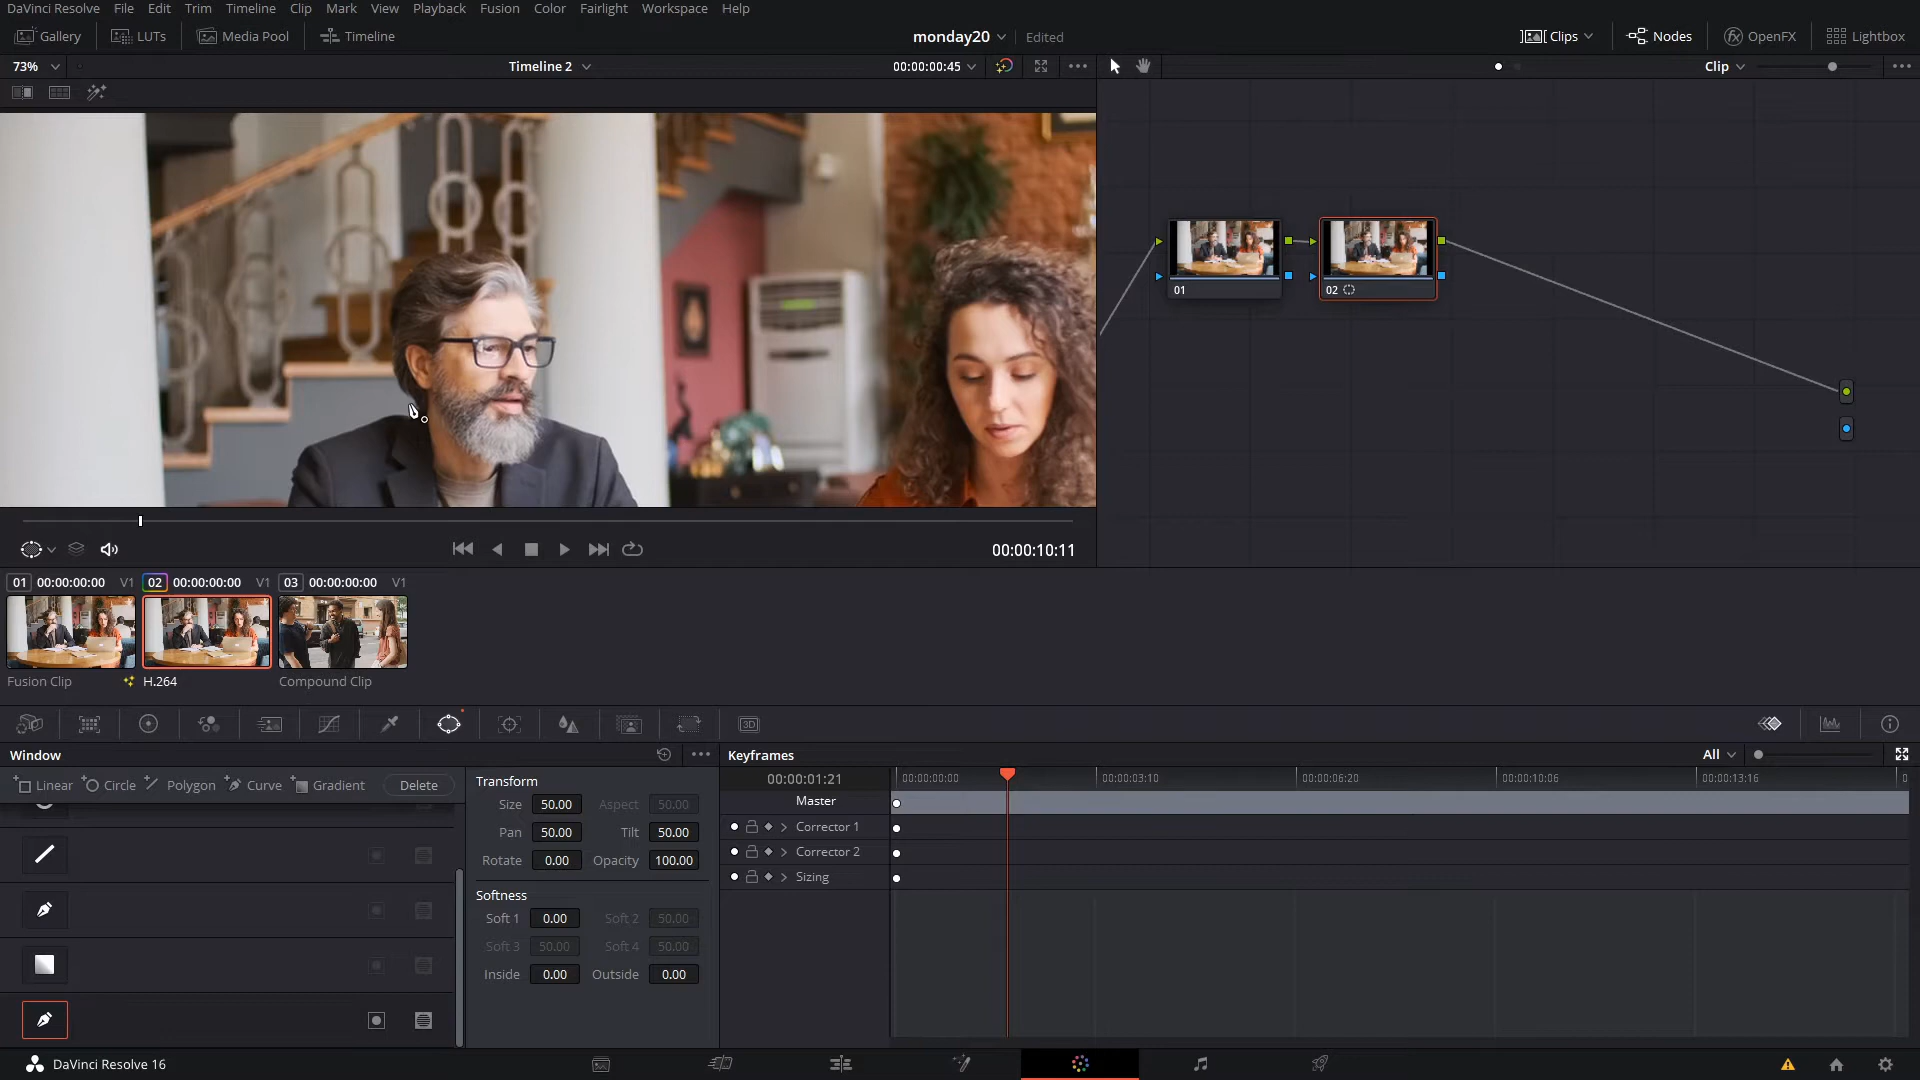 DaVinci Resolve File Edit Trim Timeline Clip Mark View Playback Fusion Color Fairlight Workspace Help
Gallery LUTs Media Pool Timeline monday20 Edited Clips Nodes OpenFX Lightbox
73% Timeline 2 00:00:00:45 Clip
01 02
00:00:10:11
01 00:00:00:00 V1 02 00:00:00:00 V1 03 00:00:00:00 V1
Fusion Clip H.264 Compound Clip
3D
Window Keyframes All
Linear Circle Polygon Curve Gradient Delete
Transform
Size 50.00 Aspect 50.00
Pan 50.00 Tilt 50.00
Rotate 0.00 Opacity 100.00
Softness
Soft 1 0.00 Soft 2 50.00
Soft 3 50.00 Soft 4 50.00
Inside 0.00 Outside 0.00
00:00:01:21 00:00:00:00 00:00:03:10 00:00:06:20 00:00:10:06 00:00:13:16 0
Master
Corrector 1
Corrector 2
Sizing
DaVinci Resolve 16